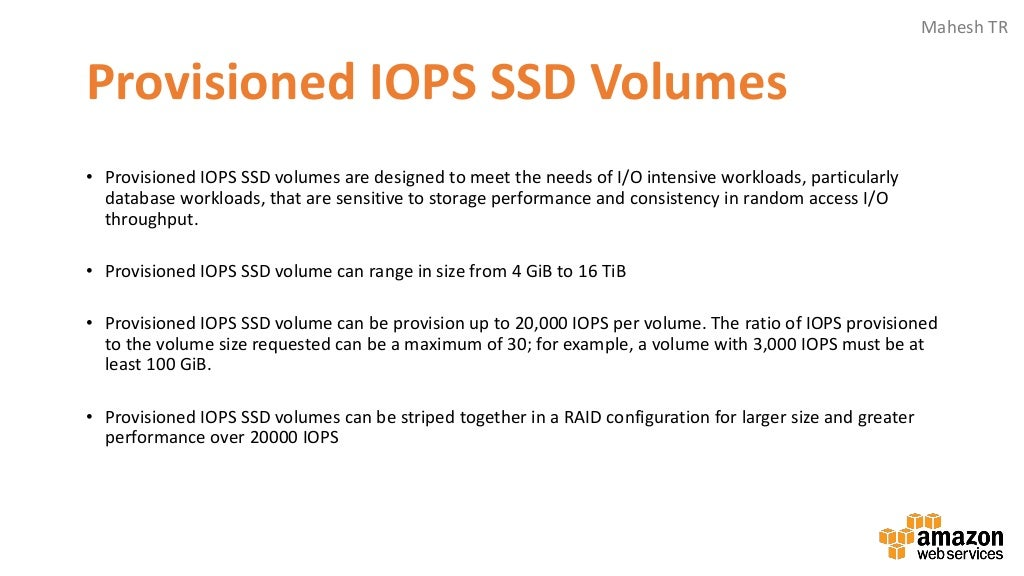 Mahesh TR
Provisioned IOPS SSD Volumes
• Provisioned IOPS SSD volumes are designed to meet the needs of I/O intensive workloads, particularly
database workloads, that are sensitive to storage performance and consistency in random access I/O
throughput.
• Provisioned IOPS SSD volume can range in size from 4 GiB to 16 TiB
• Provisioned IOPS SSD volume can be provision up to 20,000 IOPS per volume. The ratio of IOPS provisioned
to the volume size requested can be a maximum of 30; for example, a volume with 3,000 IOPS must be at
least 100 GiB.
• Provisioned IOPS SSD volumes can be striped together in a RAID configuration for larger size and greater
performance over 20000 IOPS
amazon
webservices